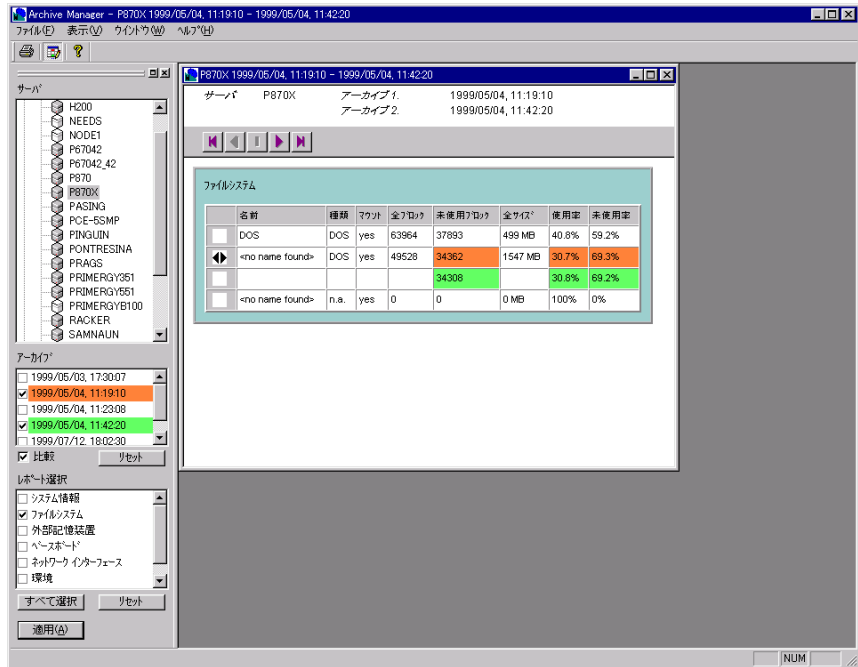 Archive Manager - P870X 1999/05/04, 11:19:10 - 1999/05/04, 11:42:20
ファイル(F) 表示(V) ウインドウ(W) ヘルプ(H)
サーバ
H200
NEEDS
NODE1
P67042
P67042_42
P870
P870X
PASING
PCE-5SMP
PINGUIN
PONTRESINA
PRAGS
PRIMERGY351
PRIMERGY551
PRIMERGYB100
RACKER
SAMNAUN
アーカイブ
1999/05/03, 17:30:07
1999/05/04, 11:19:10
1999/05/04, 11:23:08
1999/05/04, 11:42:20
1999/07/12, 18:02:30
比較 リセット
レポート選択
システム情報
ファイルシステム
外部記憶装置
ベースボード
ネットワーク インターフェース
環境
すべて選択 リセット
適用(A)
P870X 1999/05/04, 11:19:10 - 1999/05/04, 11:42:20
サーバ P870X アーカイブ 1. 1999/05/04, 11:19:10
アーカイブ 2. 1999/05/04, 11:42:20
ファイルシステム
名前 種類 マウント 全ブロック 未使用ブロック 全サイズ 使用率 未使用率
DOS DOS yes 63964 37893 499 MB 40.8% 59.2%
<no name found> DOS yes 49528 34362 1547 MB 30.7% 69.3%
34308 30.8% 69.2%
<no name found> n.a. yes 0 0 0 MB 100% 0%
NUM